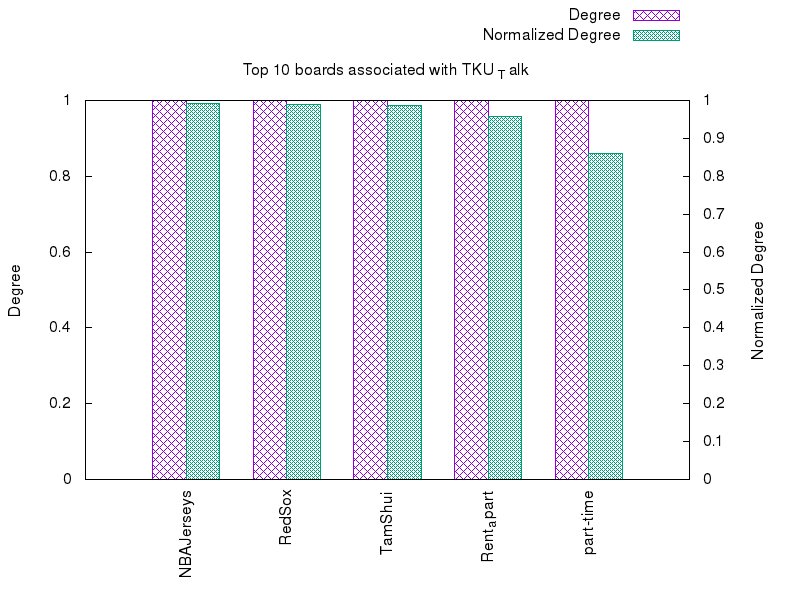 Degree
Normalized Degree
Top 10 boards associated with TKU T alk
1
0.8
0.6
0.4
0.2
0
1
0.9
0.8
0.7
0.6
0.5
0.4
0.3
0.2
0.1
0
Degree
Normalized Degree
NBAJerseys
RedSox
TamShui
Rentapart
part-time